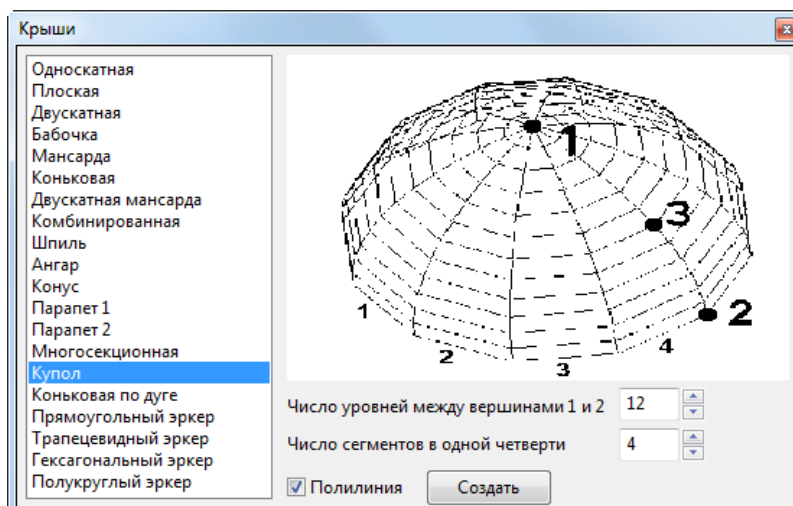 Крыши
Односкатная
Плоская
Двускатная
Бабочка
Мансарда
Коньковая
Двускатная мансарда
Комбинированная
Шпиль
Ангар
Конус
Парапет 1
Парапет 2
Многосекционная
Купол
Коньковая по дуге
Прямоугольный эркер
Трапецевидный эркер
Гексагональный эркер
Полукруглый эркер
1
3
2
1
2
3
4
Число уровней между вершинами 1 и 2 12
Число сегментов в одной четверти 4
Полилиния Создать